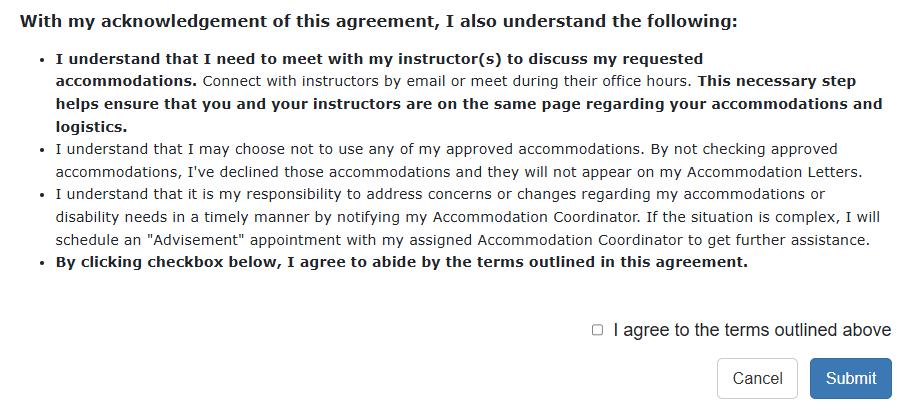 With my acknowledgement of this agreement, I also understand the following:
• I understand that I need to meet with my instructor(s) to discuss my requested
accommodations. Connect with instructors by email or meet during their office hours. This necessary step
helps ensure that you and your instructors are on the same page regarding your accommodations and
logistics.
• I understand that I may choose not to use any of my approved accommodations. By not checking approved
accommodations, I've declined those accommodations and they will not appear on my Accommodation Letters.
• I understand that it is my responsibility to address concerns or changes regarding my accommodations or
disability needs in a timely manner by notifying my Accommodation Coordinator. If the situation is complex, I will
schedule an "Advisement" appointment with my assigned Accommodation Coordinator to get further assistance.
• By clicking checkbox below, I agree to abide by the terms outlined in this agreement.
I agree to the terms outlined above
Cancel Submit